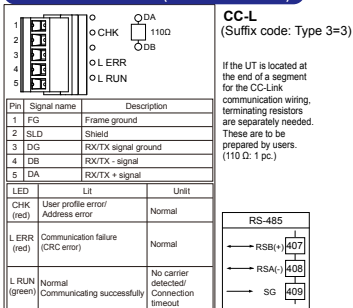 CC-L
(Suffix code: Type 3=3)
1
2
3
4
5
CHK
L ERR
L RUN
DA
110Ω
DB
If the UT is located at
the end of a segment
for the CC-Link
communication wiring,
terminating resistors
are separately needed.
These are to be
prepared by users.
(110 Ω: 1 pc.)
Pin Signal name Description
1 FG Frame ground
2 SLD Shield
3 DG RX/TX signal ground
4 DB RX/TX - signal
5 DA RX/TX + signal
LED Lit Unlit
CHK
(red)
User profile error/
Address error
Normal
L ERR
(red)
Communication failure
(CRC error)
Normal
L RUN
(green)
Normal
Communicating successfully
No carrier
detected/
Connection
timeout
RS-485
RSB(+) 407
RSA(-) 408
SG 409